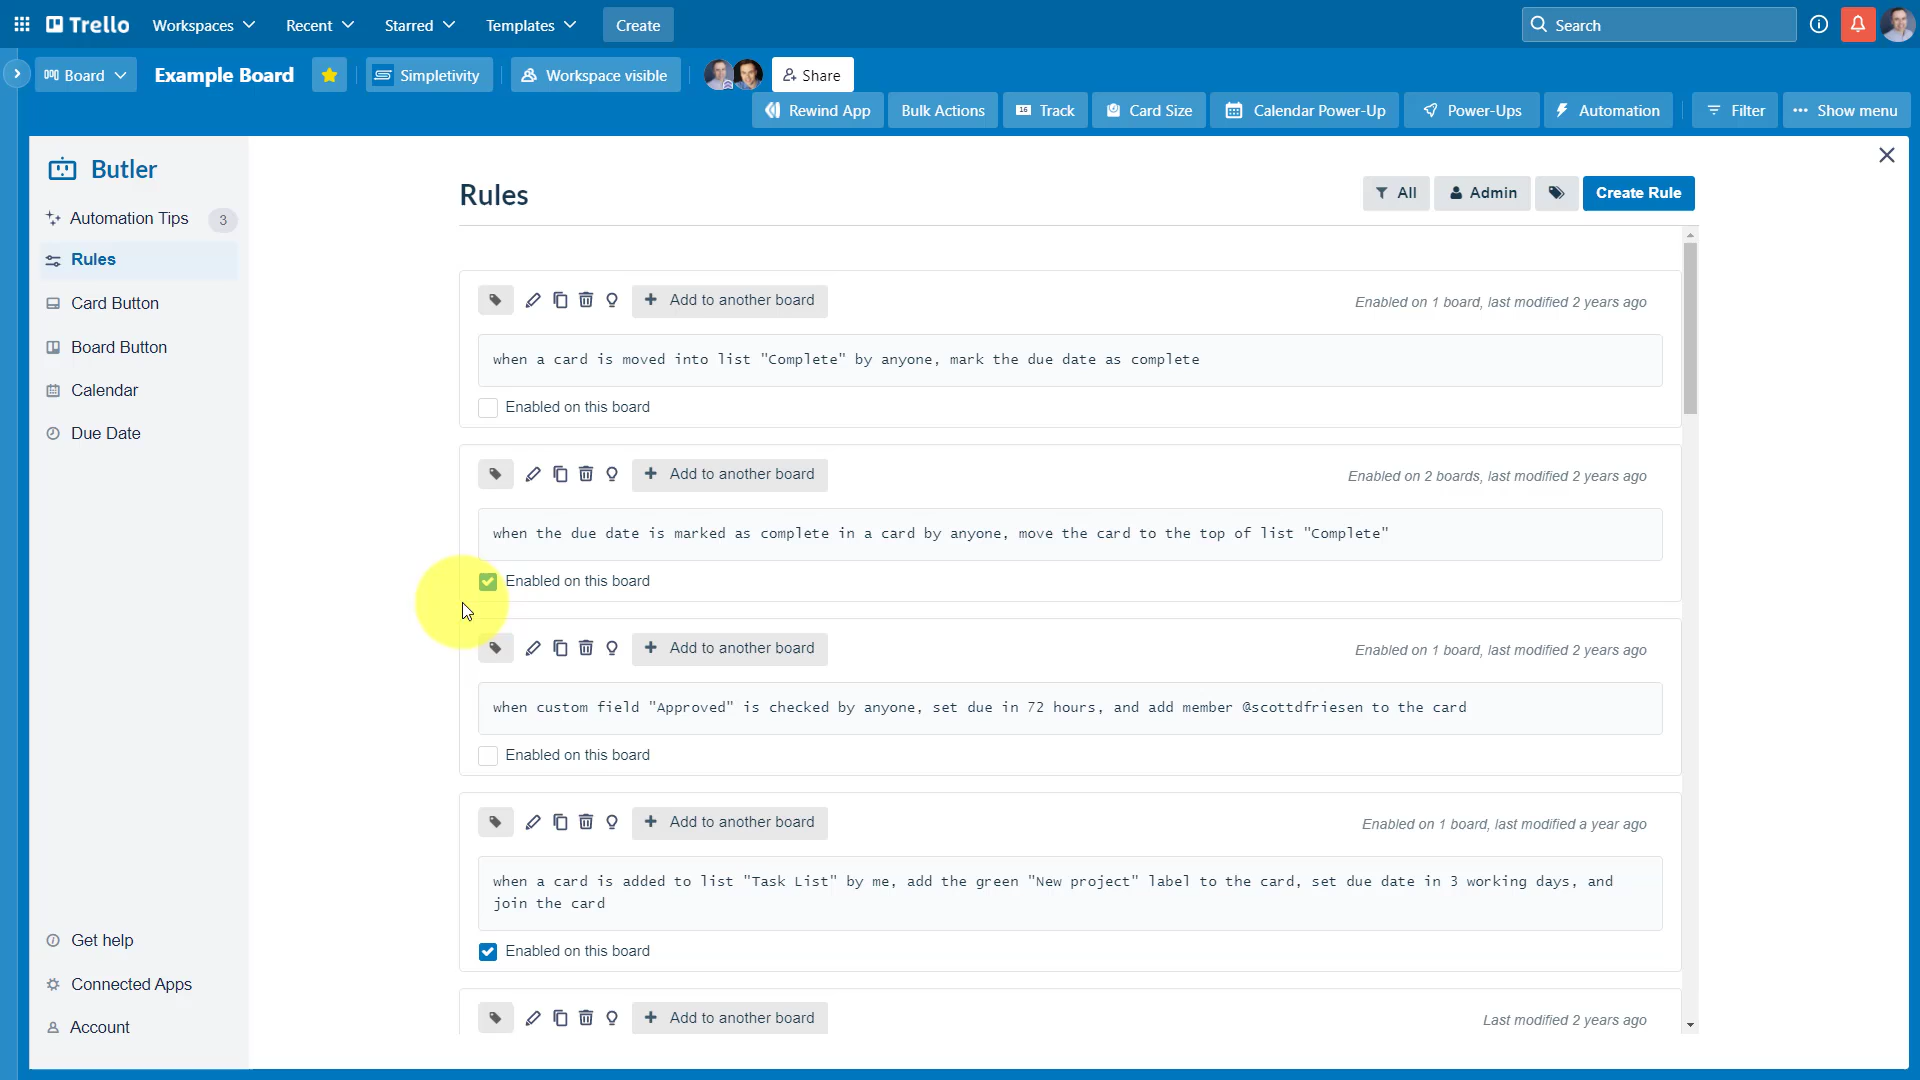 Trello
Workspaces
Recent
Starred
Templates
Create
Search
Board
Example Board
Simpletivity
Workspace visible
Share
Rewind App
Bulk Actions
Track
Card Size
Calendar Power-Up
Power-Ups
Automation
Filter
Show menu
Butler
Automation Tips 3
Rules
Card Button
Board Button
Calendar
Due Date
Get help
Connected Apps
Account
Rules
All
Admin
Create Rule
Add to another board
Enabled on 1 board, last modified 2 years ago
when a card is moved into list "Complete" by anyone, mark the due date as complete
Enabled on this board
Add to another board
Enabled on 2 boards, last modified 2 years ago
when the due date is marked as complete in a card by anyone, move the card to the top of list "Complete"
Enabled on this board
Add to another board
Enabled on 1 board, last modified 2 years ago
when custom field "Approved" is checked by anyone, set due in 72 hours, and add member @scottdfriesen to the card
Enabled on this board
Add to another board
Enabled on 1 board, last modified a year ago
when a card is added to list "Task List" by me, add the green "New project" label to the card, set due date in 3 working days, and
join the card
Enabled on this board
Add to another board
Last modified 2 years ago